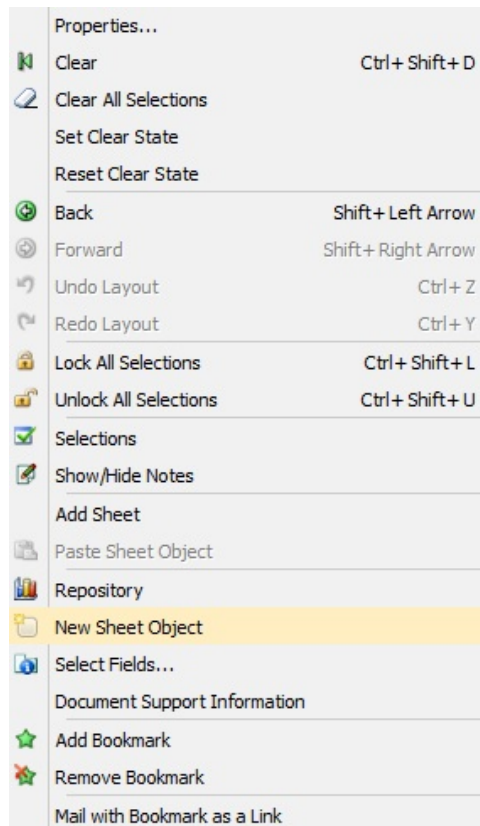 Properties...
Clear Ctrl+Shift+D
Clear All Selections
Set Clear State
Reset Clear State
Back Shift+Left Arrow
Forward Shift+Right Arrow
Undo Layout Ctrl+Z
Redo Layout Ctrl+Y
Lock All Selections Ctrl+Shift+L
Unlock All Selections Ctrl+Shift+U
Selections
Show/Hide Notes
Add Sheet
Paste Sheet Object
Repository
New Sheet Object
Select Fields...
Document Support Information
Add Bookmark
Remove Bookmark
Mail with Bookmark as a Link